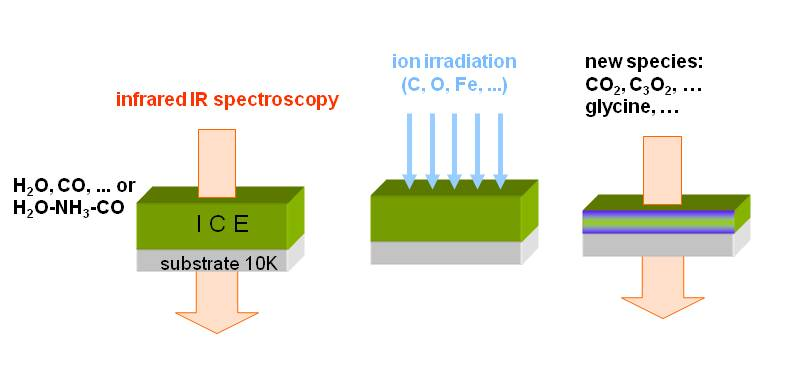 infrared IR spectroscopy
H₂O, CO, ... or
H₂O-NH₃-CO
I C E
substrate 10K
ion irradiation
(C, O, Fe, ...)
new species:
CO₂, C₃O₂, ...
glycine, ...